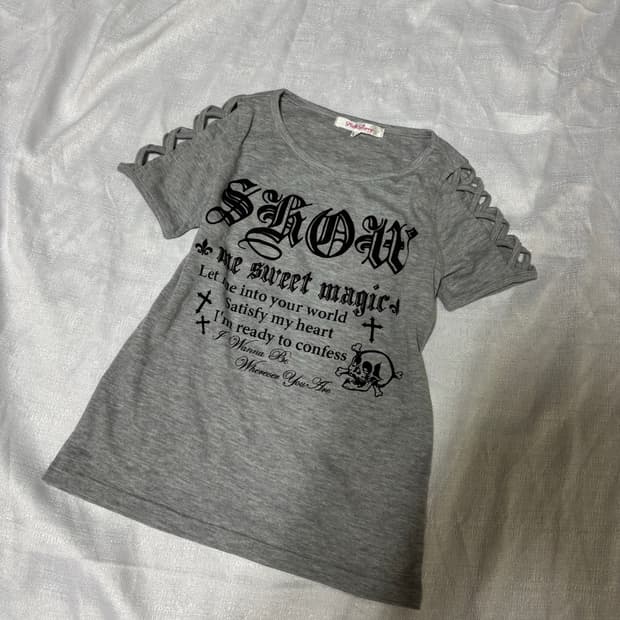 SHOW
me sweet magic
Let me into your world
Satisfy my heart
I'm ready to confess
I Wanna Be
Wherever You Are